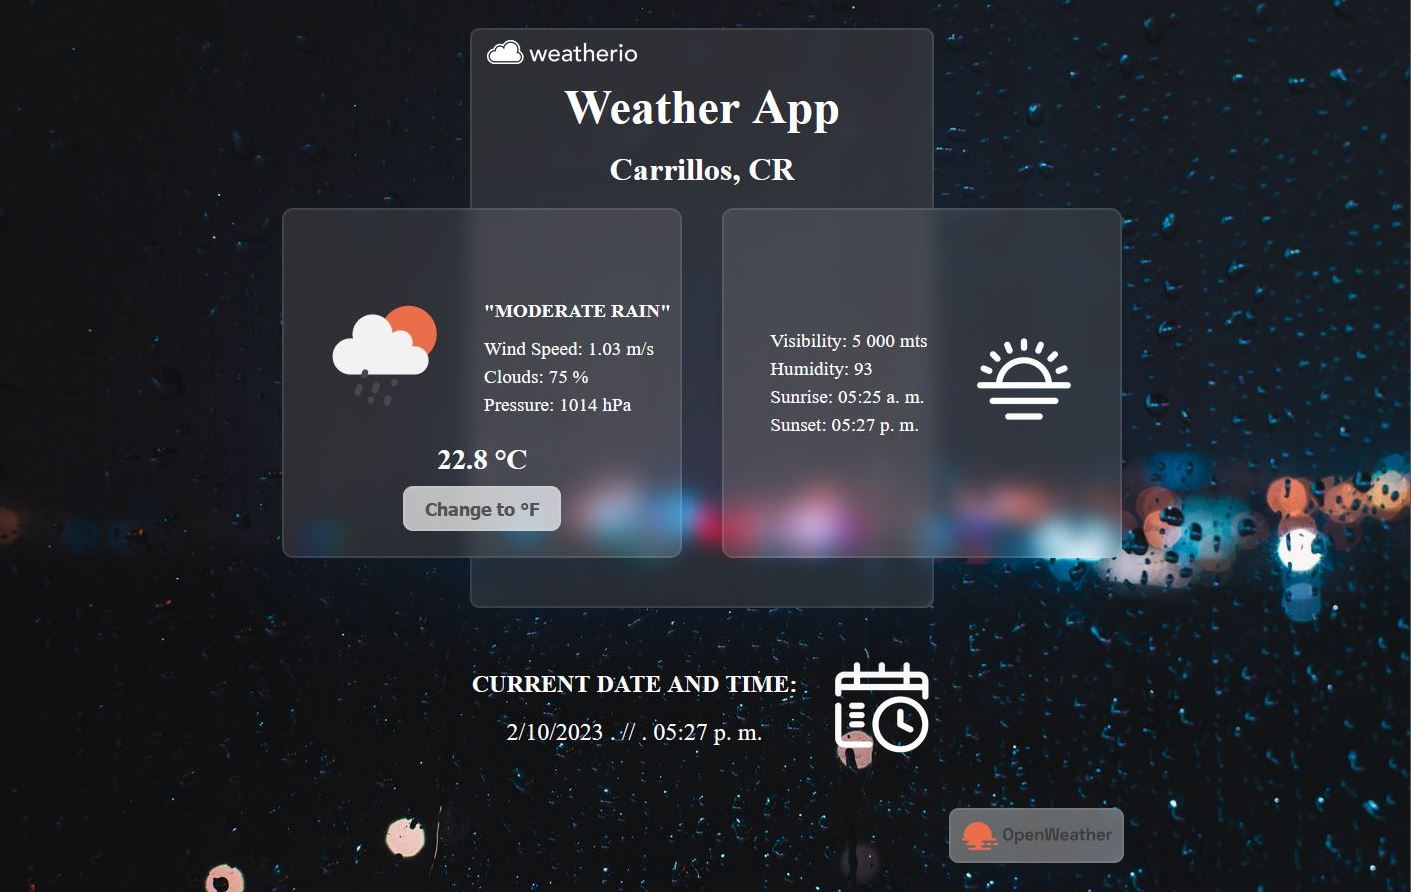 weatherio
Weather App
Carrillos, CR
"MODERATE RAIN"
Wind Speed: 1.03 m/s
Clouds: 75 %
Pressure: 1014 hPa
22.8 °C
Change to °F
Visibility: 5 000 mts
Humidity: 93
Sunrise: 05:25 a. m.
Sunset: 05:27 p. m.
CURRENT DATE AND TIME:
2/10/2023 . // . 05:27 p. m.
OpenWeather